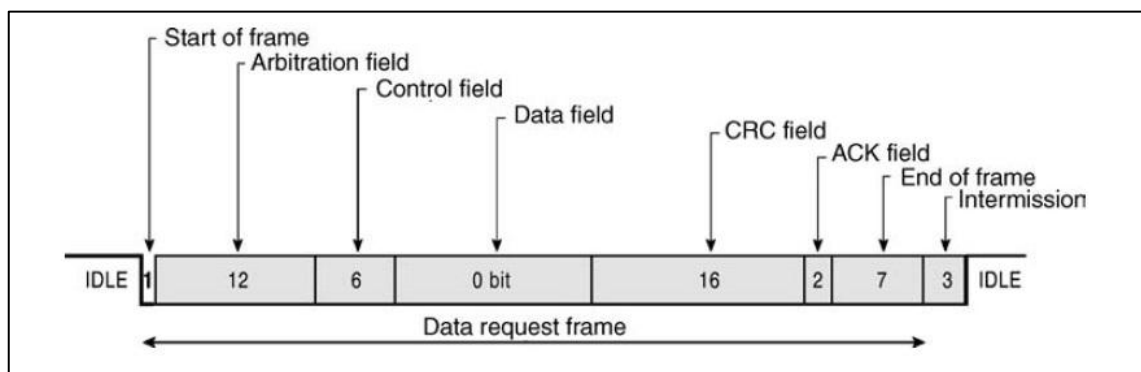 Start of frame
Arbitration field
Control field
Data field
CRC field
ACK field
End of frame
Intermission
IDLE 1 12 6 0 bit 16 2 7 3 IDLE
Data request frame